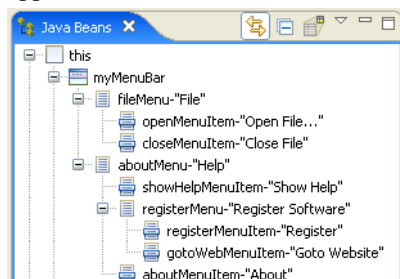 Java Beans
this
myMenuBar
fileMenu-"File"
openMenuItem-"Open File..."
closeMenuItem-"Close File"
aboutMenu-"Help"
showHelpMenuItem-"Show Help"
registerMenu-"Register Software"
registerMenuItem-"Register"
gotoWebMenuItem-"Goto Website"
aboutMenuItem-"About"